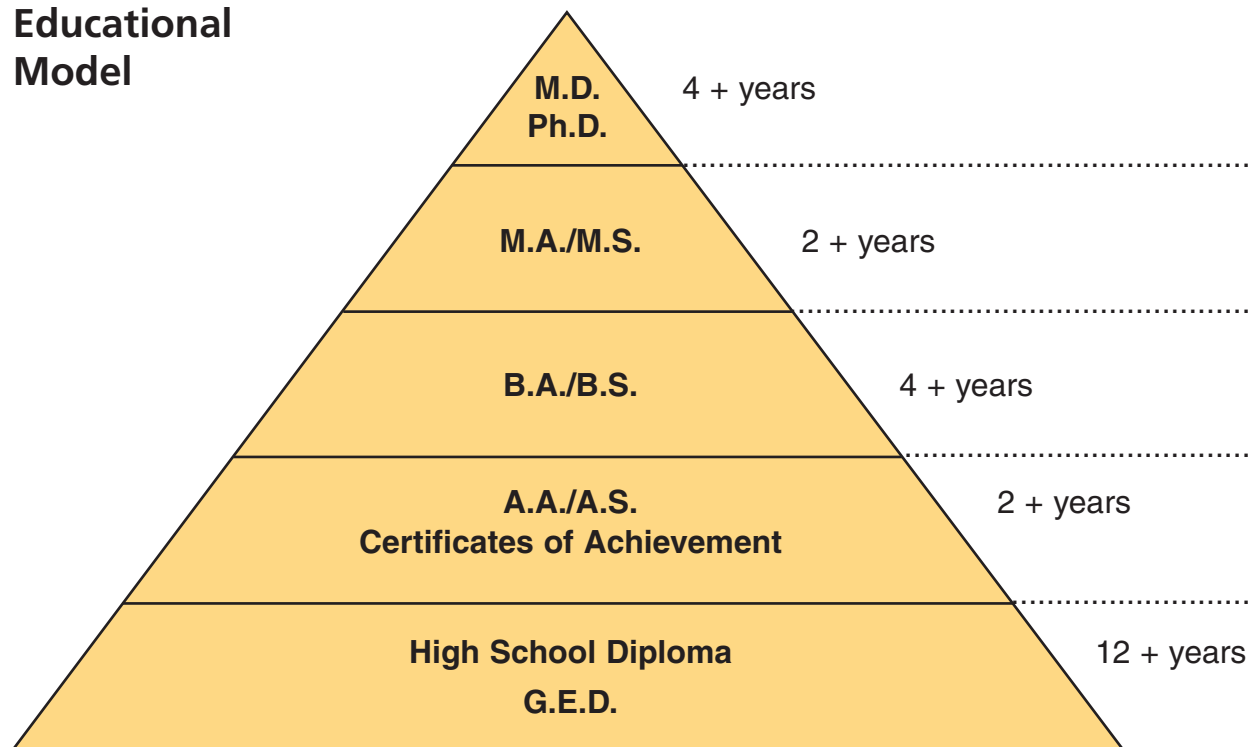 Educational
Model
M.D.
Ph.D.
4 + years
M.A./M.S.
2 + years
B.A./B.S.
4 + years
A.A./A.S.
Certificates of Achievement
2 + years
High School Diploma
G.E.D.
12 + years